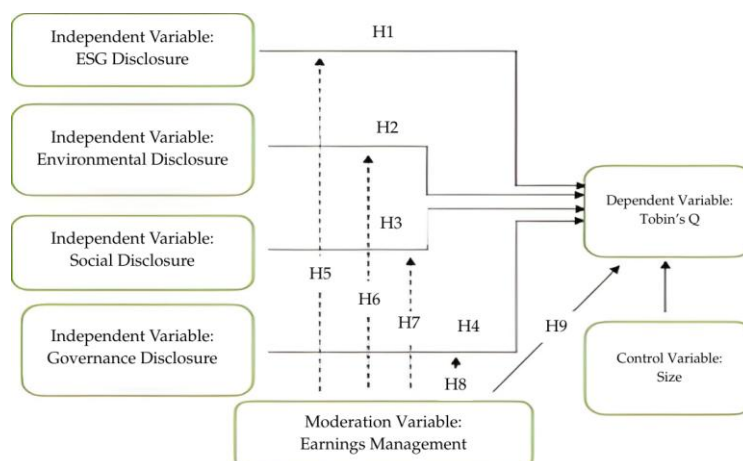 Independent Variable:
ESG Disclosure
H1
Independent Variable:
Environmental Disclosure
H2
Dependent Variable:
Tobin's Q
Independent Variable:
Social Disclosure
H3
H5
H6
H7
Independent Variable:
Governance Disclosure
H4
H9
H8
Control Variable:
Size
Moderation Variable:
Earnings Management